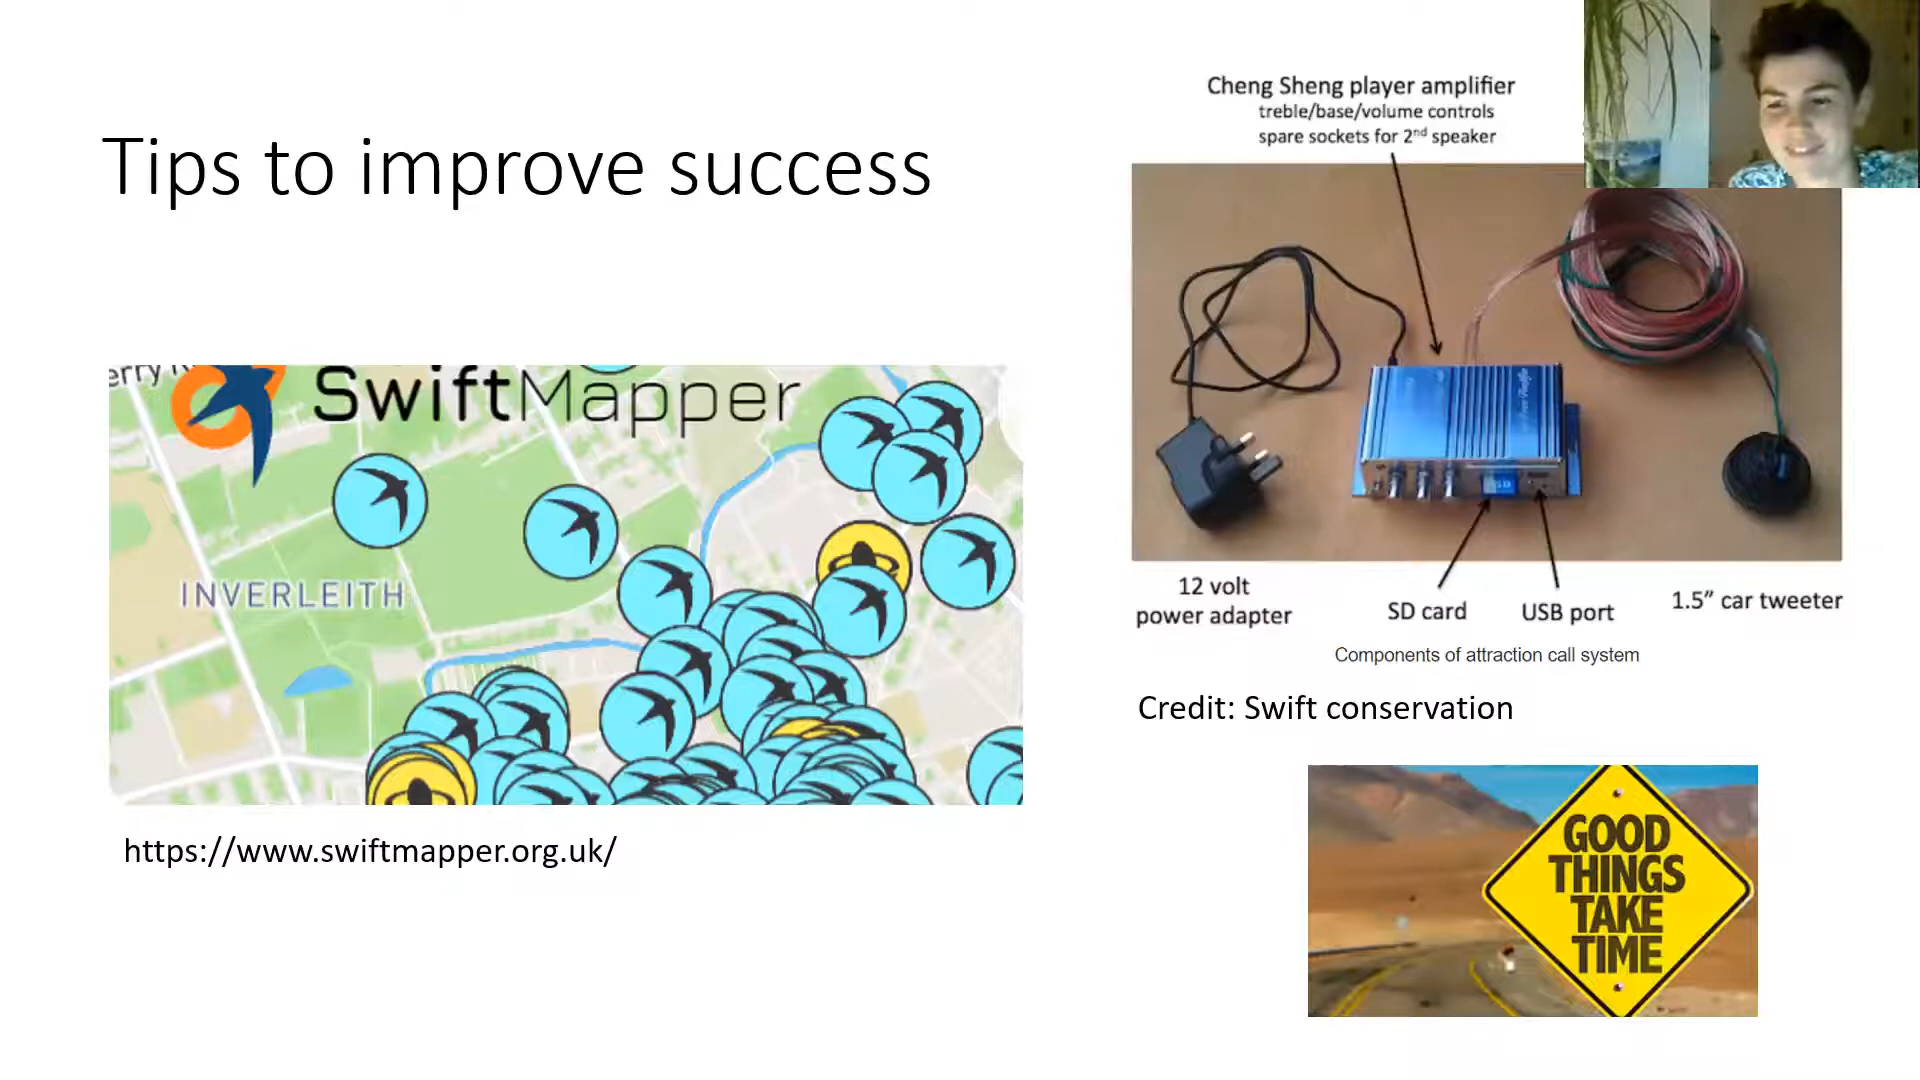 Tips to improve success
SwiftMapper
INVERLEITH
https://www.swiftmapper.org.uk/
Cheng Sheng player amplifier
treble/base/volume controls
spare sockets for 2nd speaker
12 volt
power adapter
SD card
USB port
1.5” car tweeter
Components of attraction call system
Credit: Swift conservation
GOOD
THINGS
TAKE
TIME